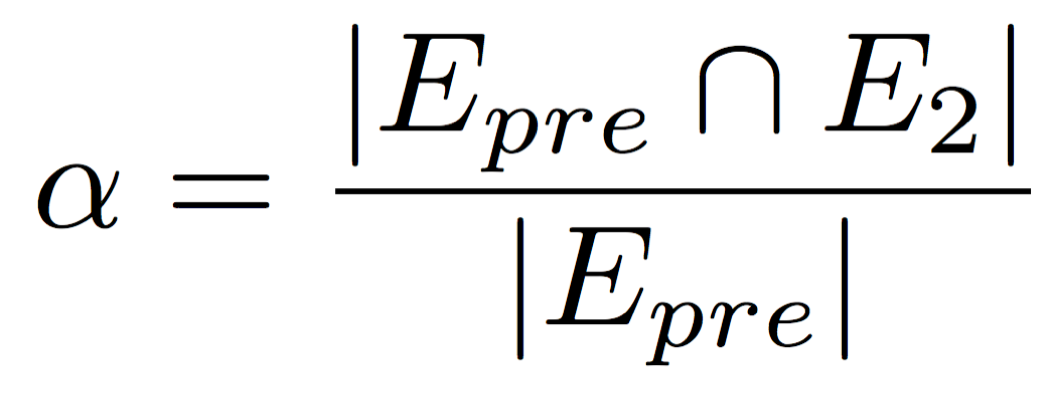 α = |E_pre ∩ E_2| / |E_pre|